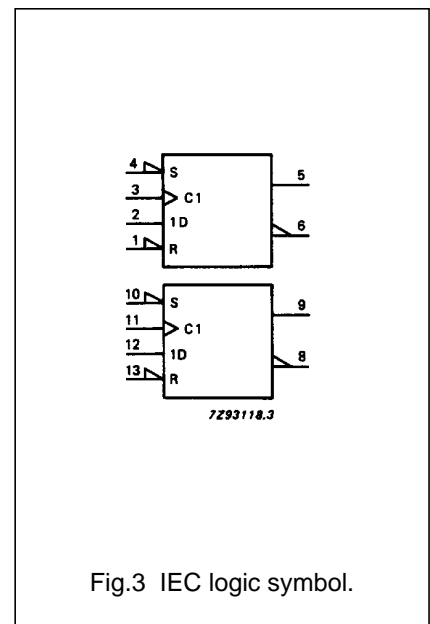 4 S 5
3 C1
2 1D
1 R 6
10 S 9
11 C1
12 1D
13 R 8
7Z93118.3
Fig.3 IEC logic symbol.